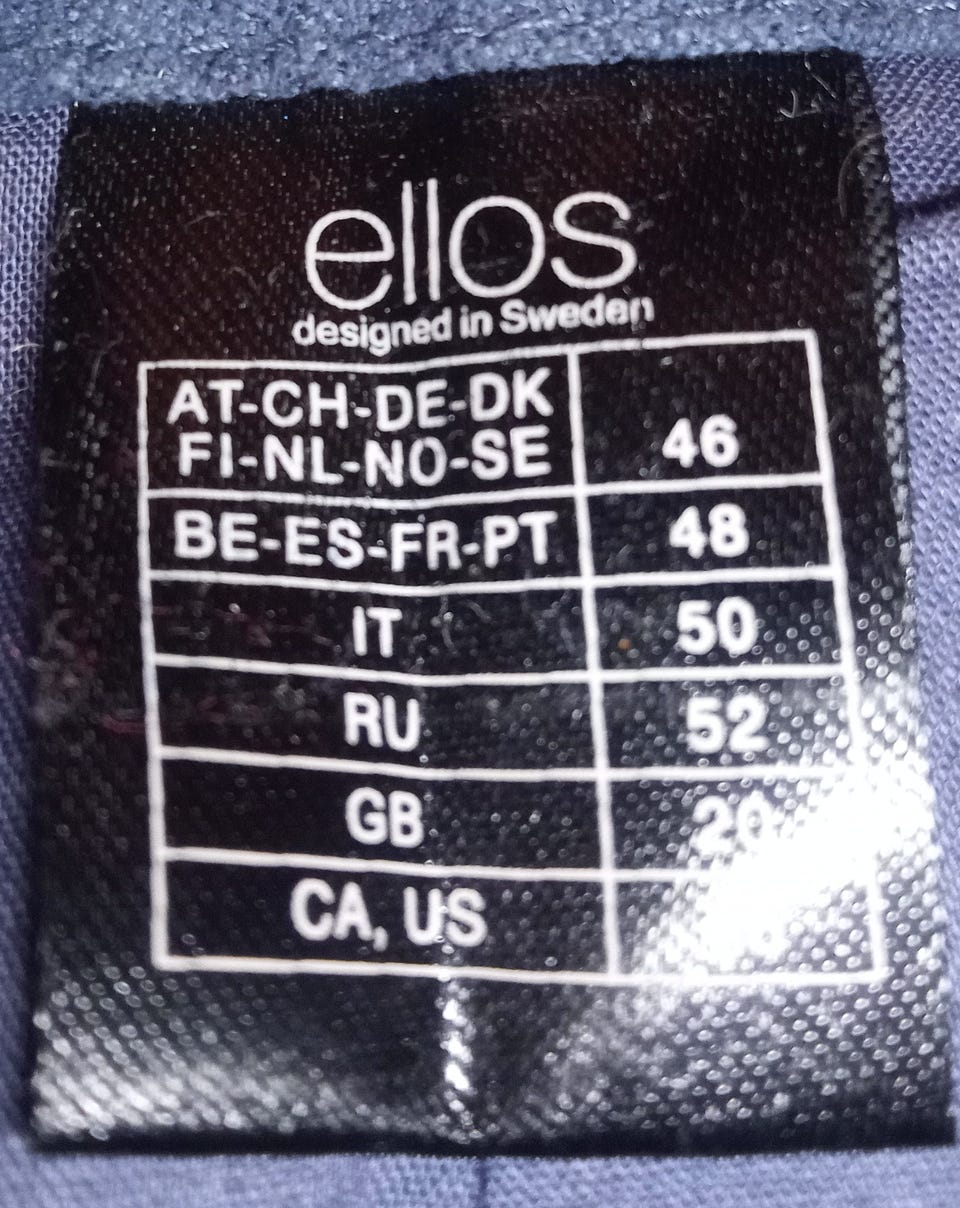 ellos
designed in Sweden
AT-CH-DE-DK
FI-NL-NO-SE 46
BE-ES-FR-PT 48
IT 50
RU 52
GB 20
CA, US